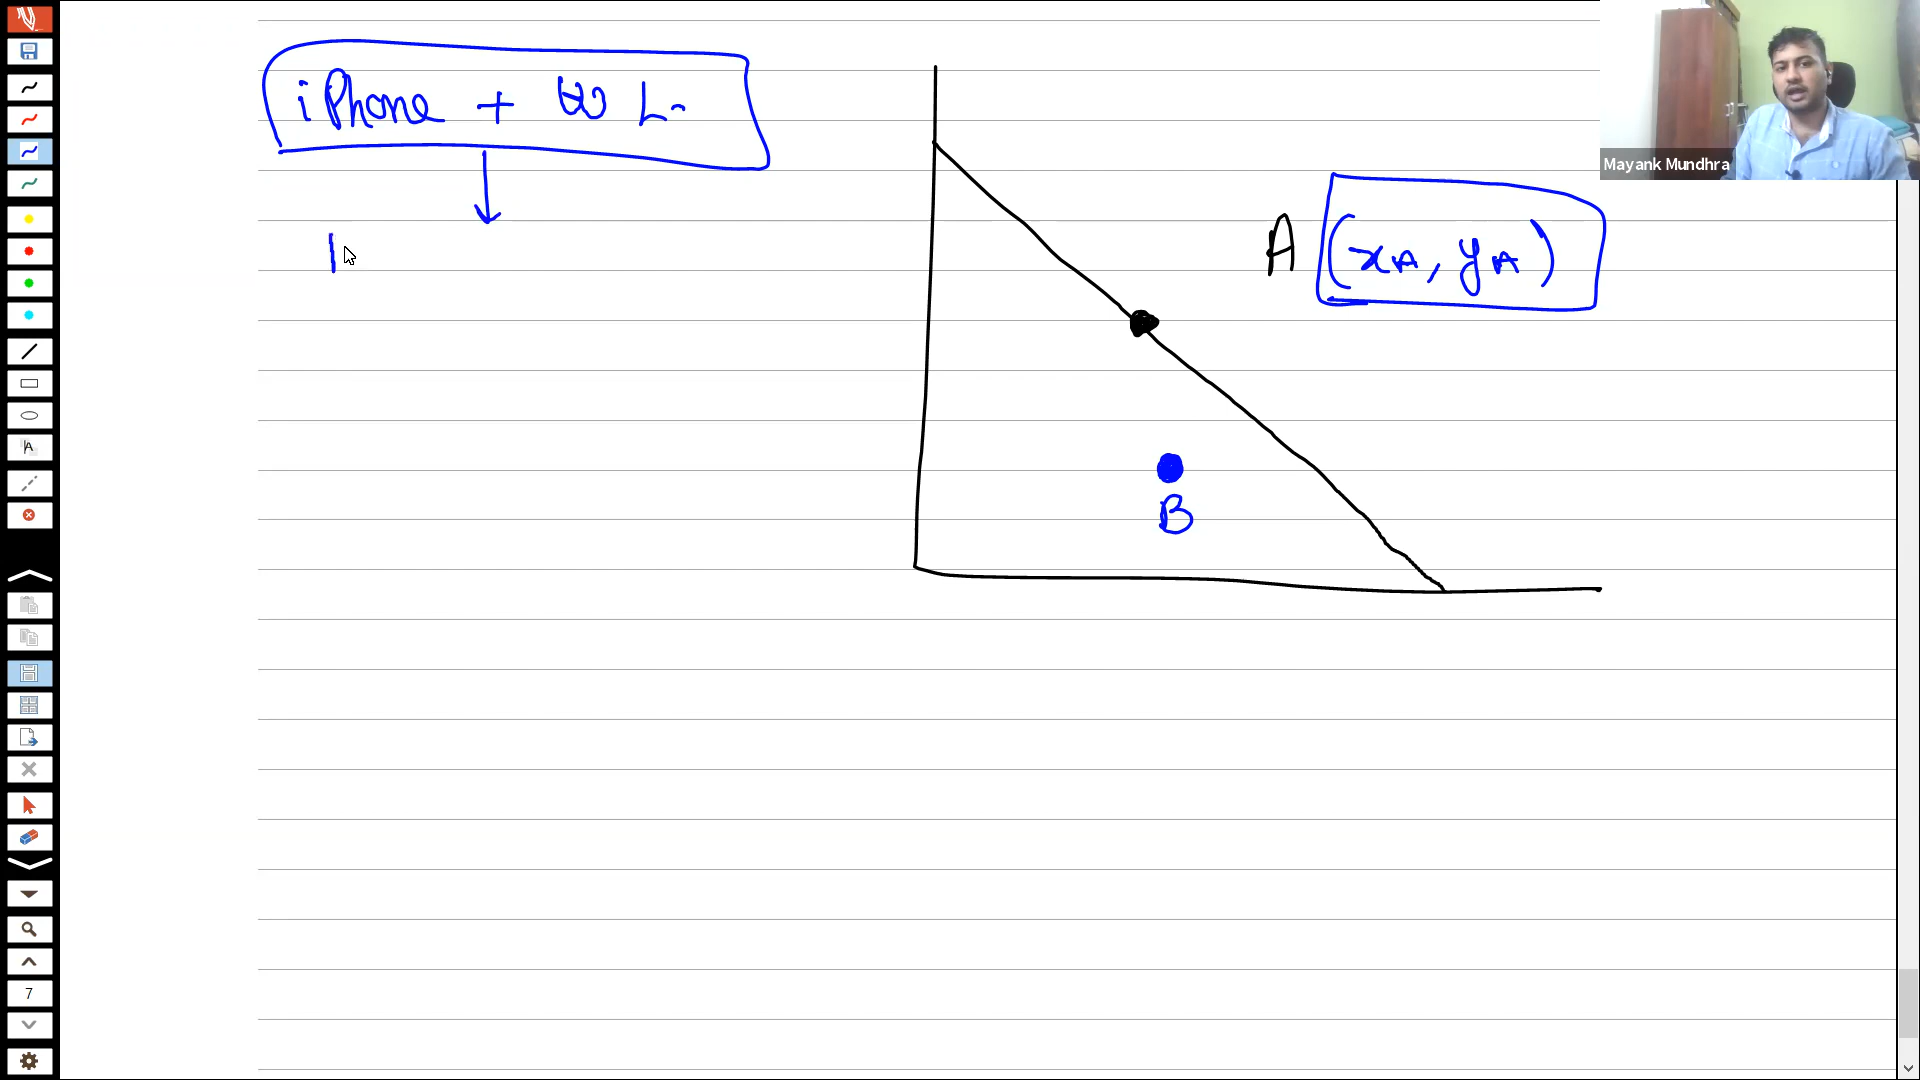 iPhone + W L
Mayank Mundhra
A (xA, yA)
B
7